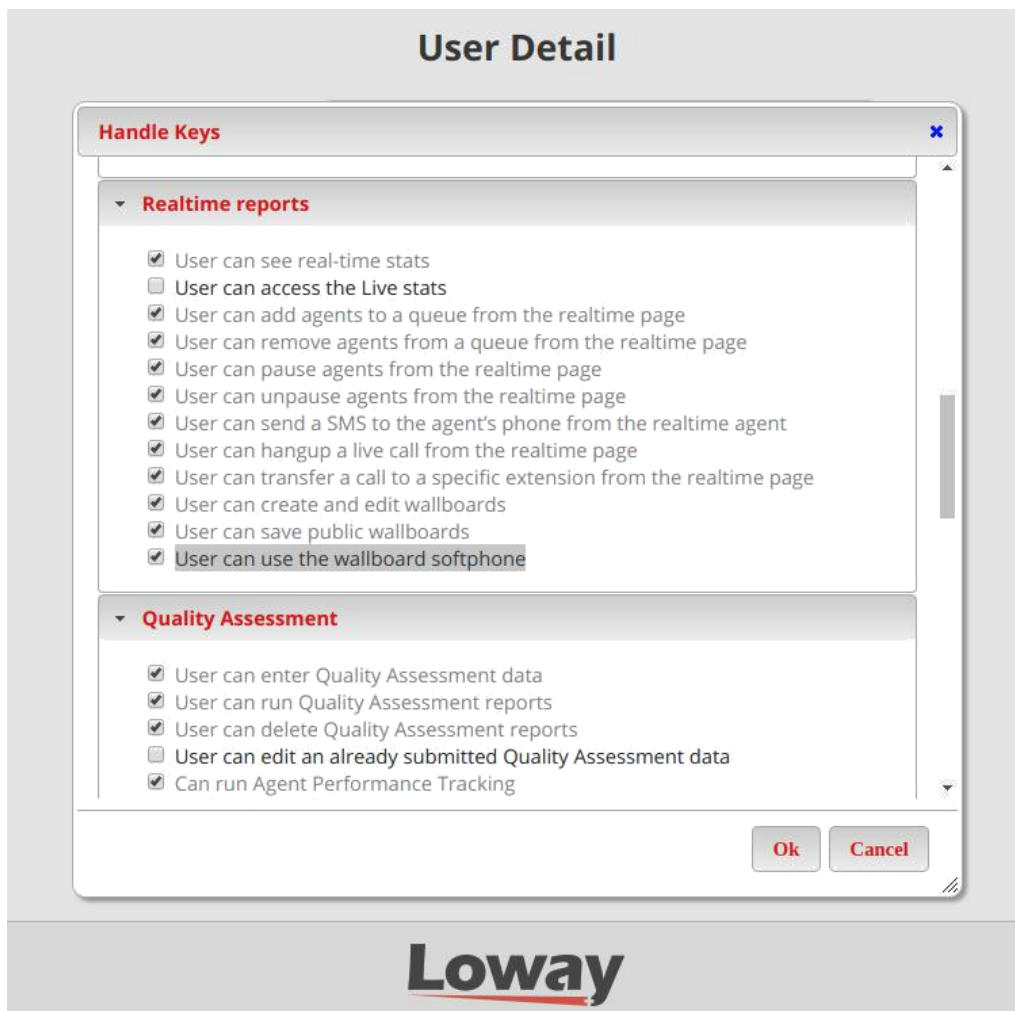 User Detail
Handle Keys
Realtime reports
User can see real-time stats
User can access the Live stats
User can add agents to a queue from the realtime page
User can remove agents from a queue from the realtime page
User can pause agents from the realtime page
User can unpause agents from the realtime page
User can send a SMS to the agent’s phone from the realtime agent
User can hangup a live call from the realtime page
User can transfer a call to a specific extension from the realtime page
User can create and edit wallboards
User can save public wallboards
User can use the wallboard softphone
Quality Assessment
User can enter Quality Assessment data
User can run Quality Assessment reports
User can delete Quality Assessment reports
User can edit an already submitted Quality Assessment data
Can run Agent Performance Tracking
Ok Cancel
Loway